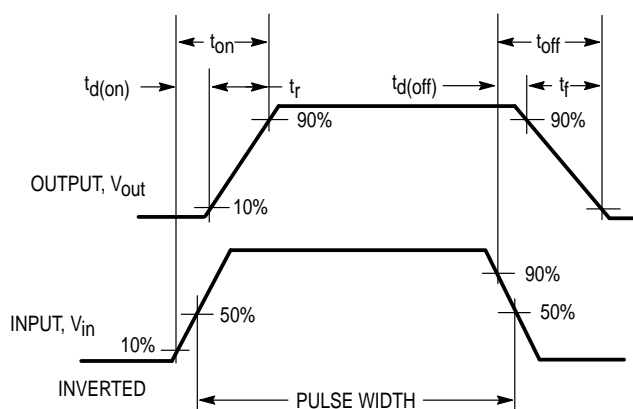 t_on t_off
t_d(on) t_r t_d(off) t_f
90% 90%
OUTPUT, V_out
10%
90%
INPUT, V_in 50% 50%
10%
INVERTED PULSE WIDTH